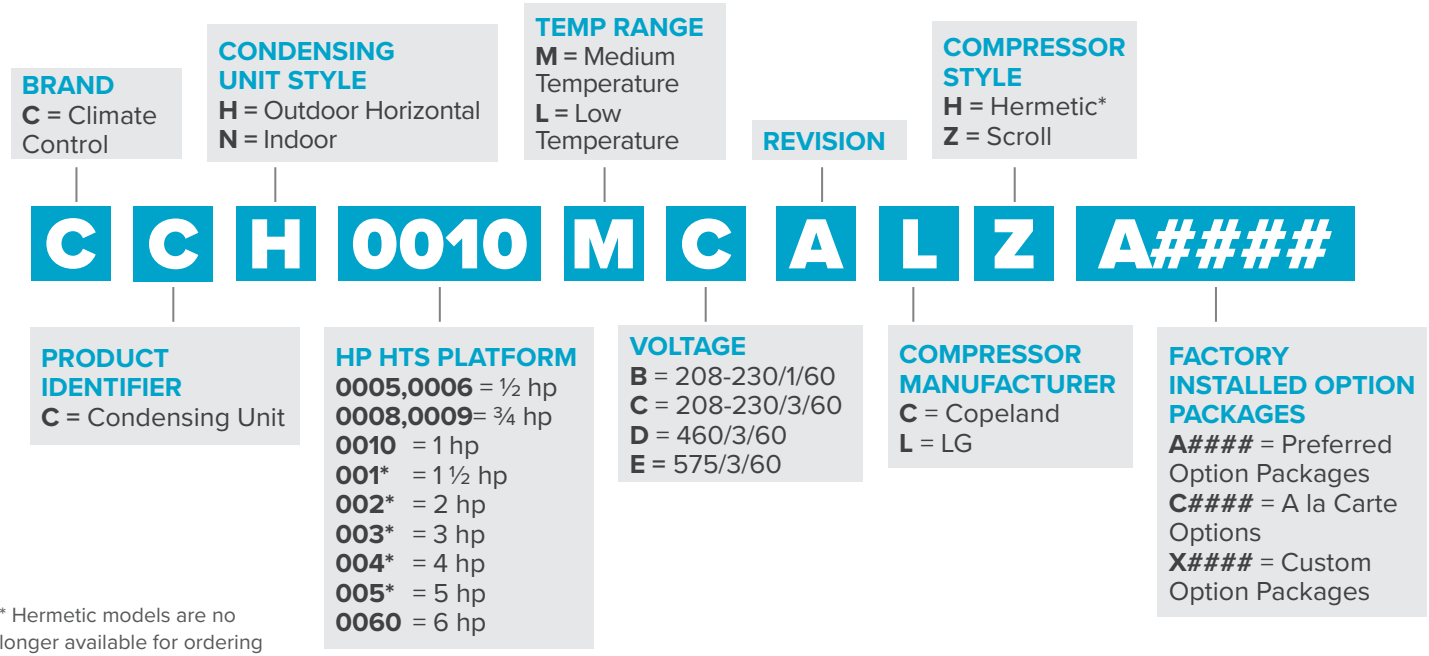 BRAND
C = Climate
Control
CONDENSING
UNIT STYLE
H = Outdoor Horizontal
N = Indoor
TEMP RANGE
M = Medium
Temperature
L = Low
Temperature
REVISION
COMPRESSOR
STYLE
H = Hermetic*
Z = Scroll
C C H 0010 M C A L Z A####
PRODUCT
IDENTIFIER
C = Condensing Unit
HP HTS PLATFORM
0005,0006 = ½ hp
0008,0009= ¾ hp
0010 = 1 hp
001* = 1 ½ hp
002* = 2 hp
003* = 3 hp
004* = 4 hp
005* = 5 hp
0060 = 6 hp
VOLTAGE
B = 208-230/1/60
C = 208-230/3/60
D = 460/3/60
E = 575/3/60
COMPRESSOR
MANUFACTURER
C = Copeland
L = LG
FACTORY
INSTALLED OPTION
PACKAGES
A#### = Preferred
Option Packages
C#### = A la Carte
Options
X#### = Custom
Option Packages
* Hermetic models are no
longer available for ordering